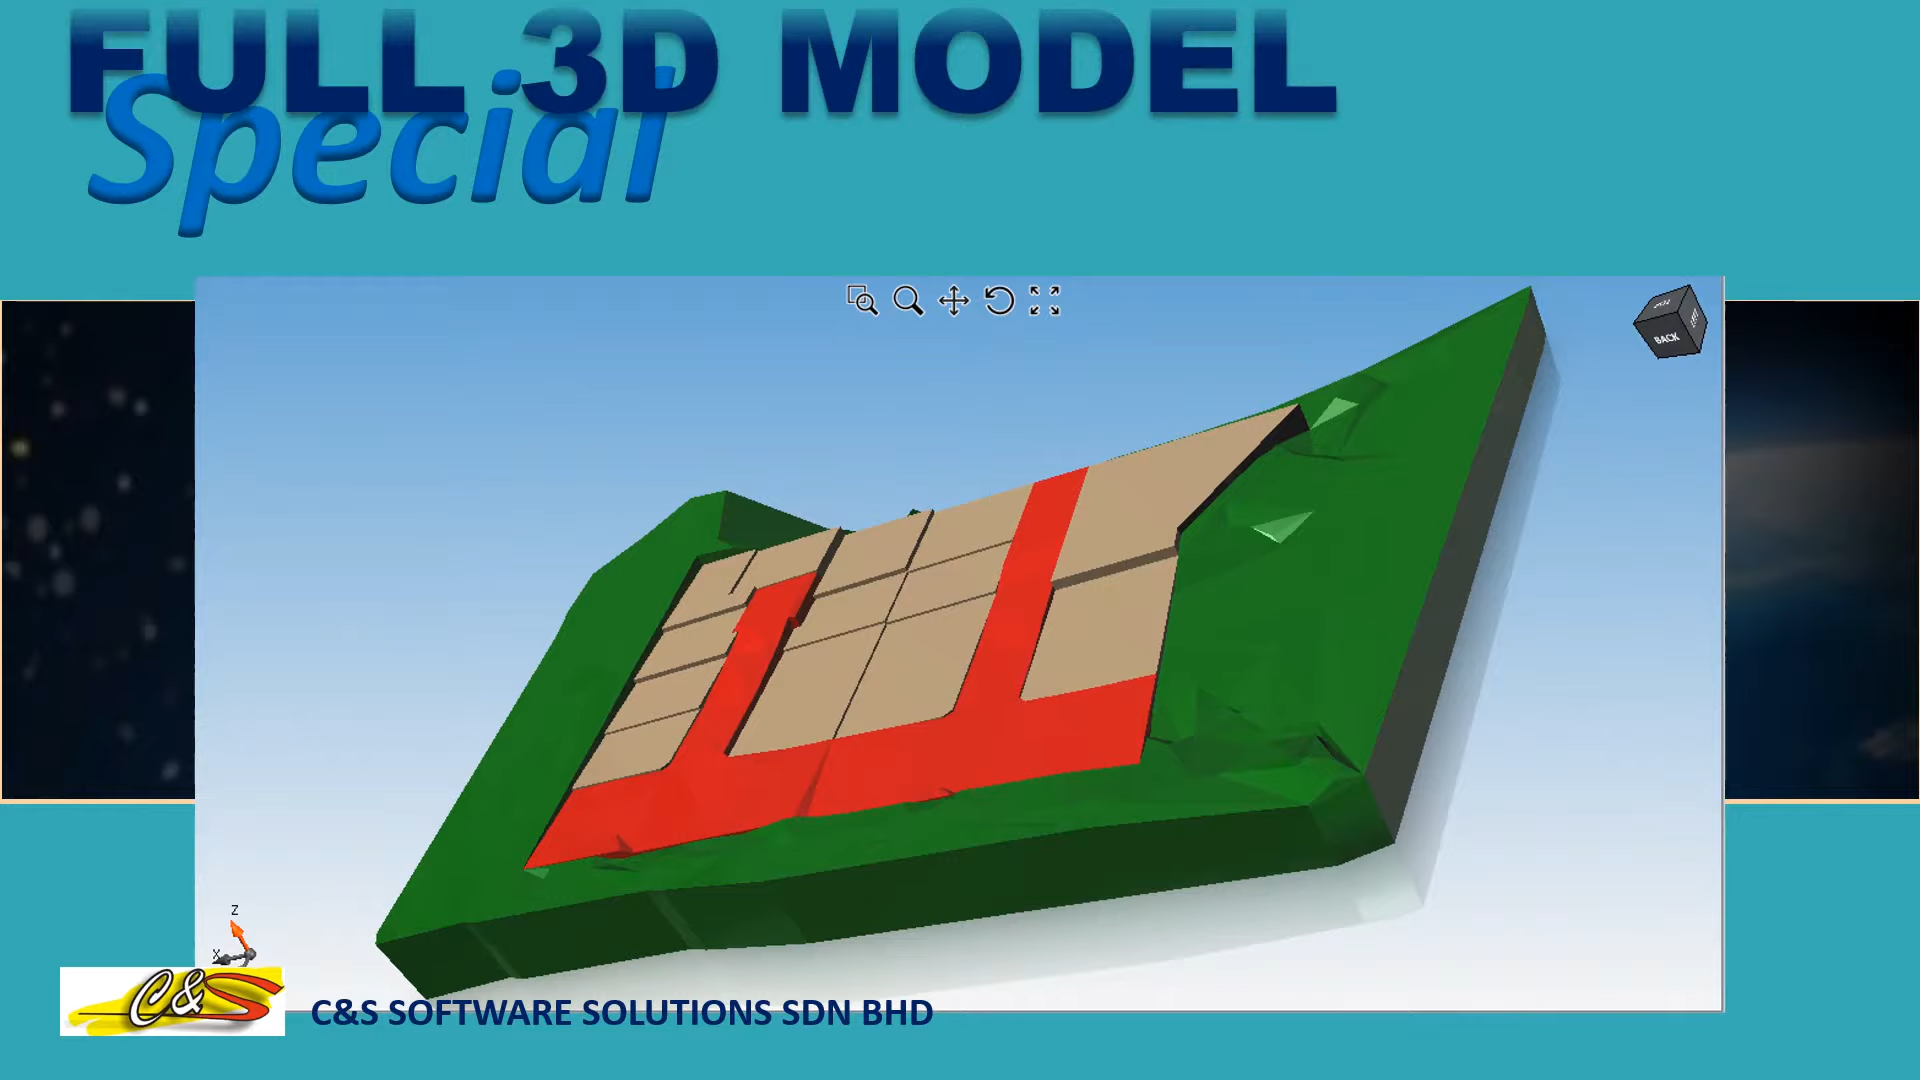 FULL 3D MODEL
Special
BACK
Z
X
C&S
C&S SOFTWARE SOLUTIONS SDN BHD